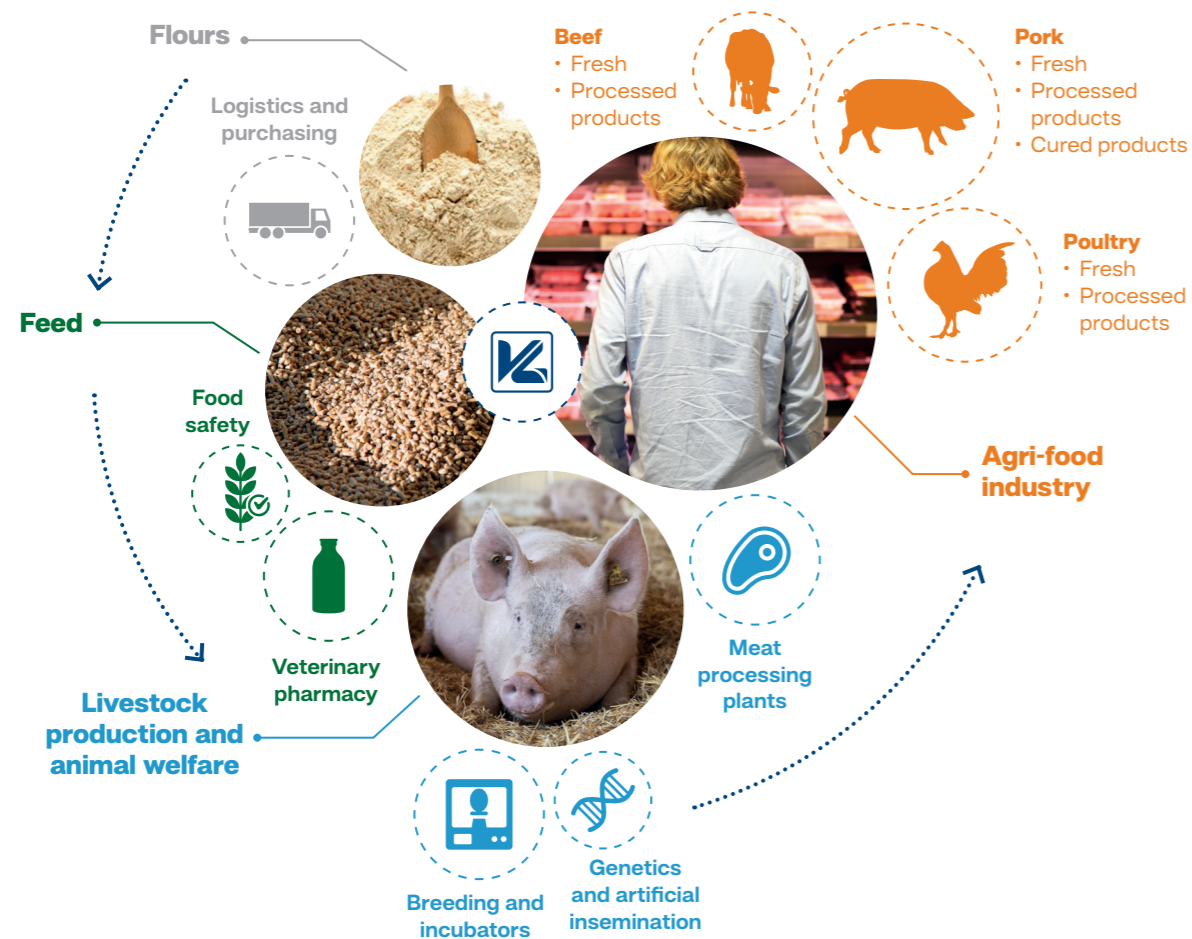 Flours
Logistics and
purchasing
Beef
• Fresh
• Processed
products
Pork
• Fresh
• Processed
products
• Cured products
Poultry
• Fresh
• Processed
products
Feed
Food
safety
Veterinary
pharmacy
Agri-food
industry
Meat
processing
plants
Livestock
production and
animal welfare
Breeding and
incubators
Genetics
and artificial
insemination